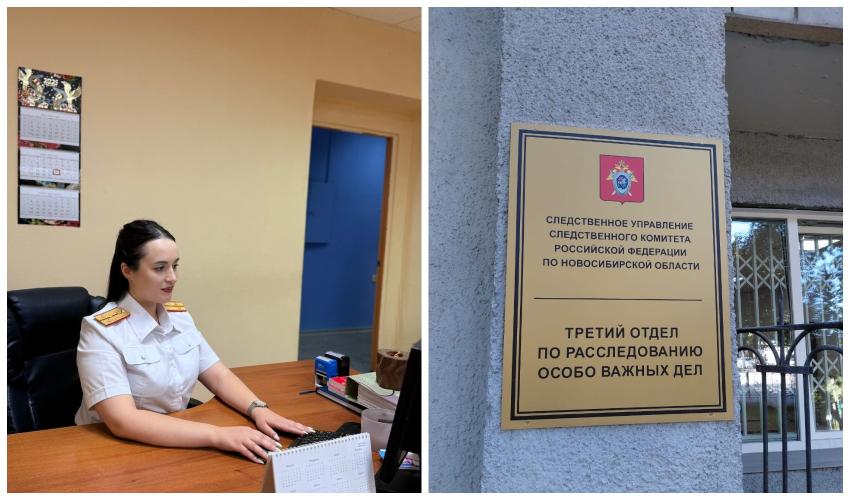 СЛЕДСТВЕННОЕ УПРАВЛЕНИЕ
СЛЕДСТВЕННОГО КОМИТЕТА
РОССИЙСКОЙ ФЕДЕРАЦИИ
ПО НОВОСИБИРСКОЙ ОБЛАСТИ
ТРЕТИЙ ОТДЕЛ
ПО РАССЛЕДОВАНИЮ
ОСОБО ВАЖНЫХ ДЕЛ